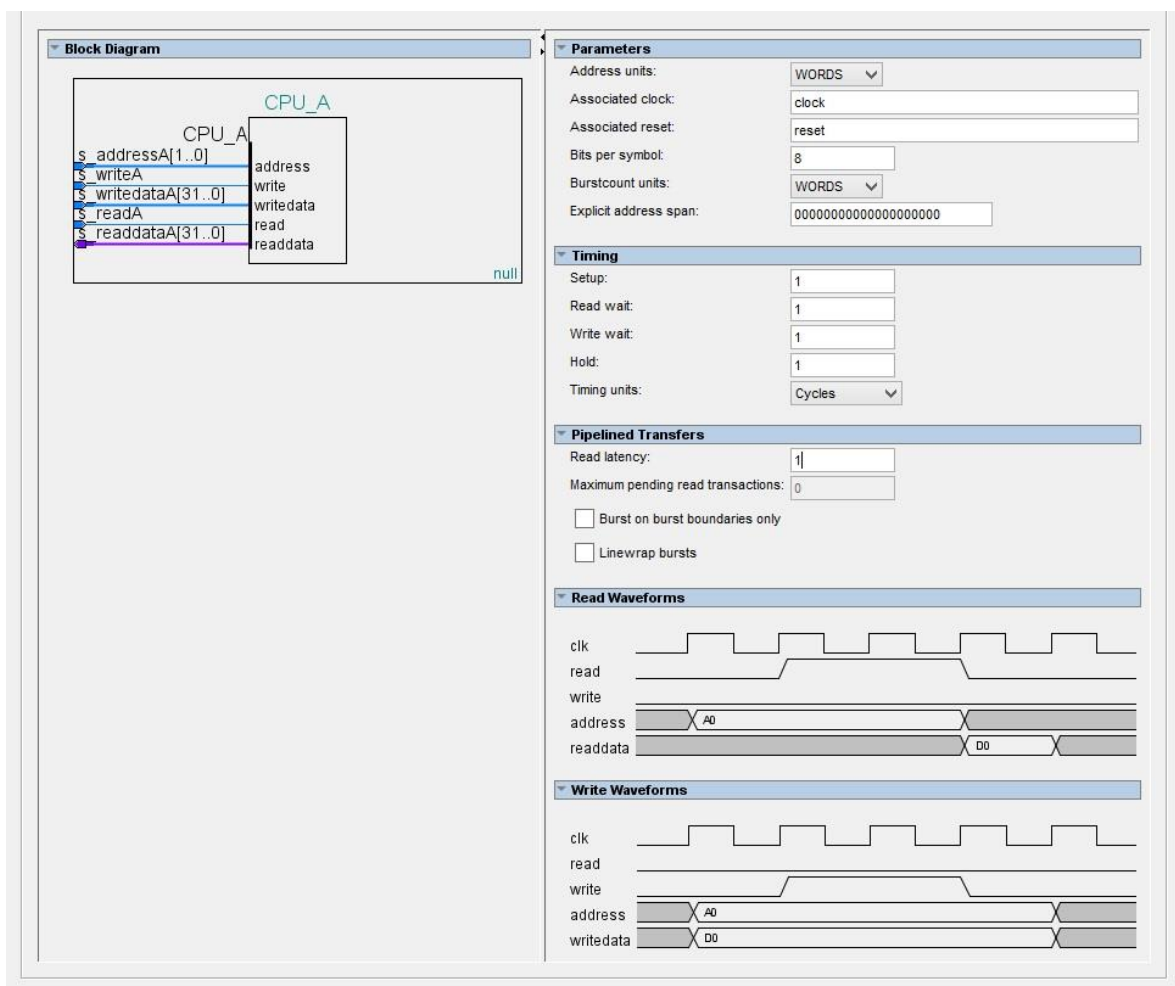 Block Diagram
CPU_A
CPU_A
s_addressA[1..0]
address
s_writeA
write
s_writedataA[31..0]
writedata
s_readA
read
s_readdataA[31..0]
readdata
null
Parameters
Address units: WORDS
Associated clock: clock
Associated reset: reset
Bits per symbol: 8
Burstcount units: WORDS
Explicit address span: 00000000000000000000
Timing
Setup: 1
Read wait: 1
Write wait: 1
Hold: 1
Timing units: Cycles
Pipelined Transfers
Read latency: 1
Maximum pending read transactions: 0
Burst on burst boundaries only
Linewrap bursts
Read Waveforms
clk
read
write
address A0
readdata D0
Write Waveforms
clk
read
write
address A0
writedata D0